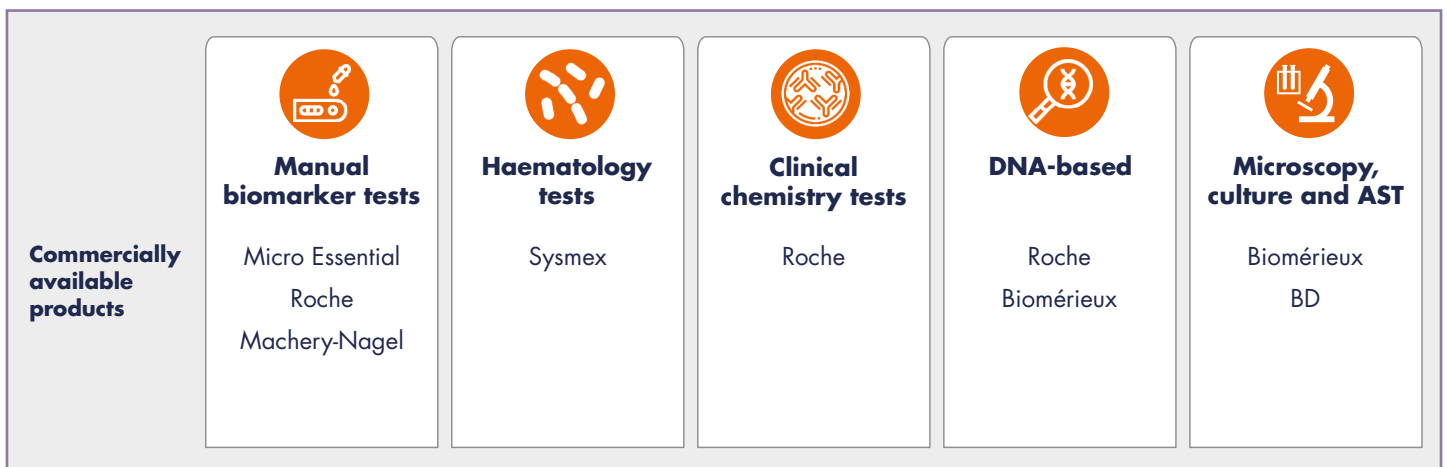 Commercially
available
products
Manual
biomarker tests
Micro Essential
Roche
Machery-Nagel
Haematology
tests
Sysmex
Clinical
chemistry tests
Roche
DNA-based
Roche
Biomérieux
Microscopy,
culture and AST
Biomérieux
BD